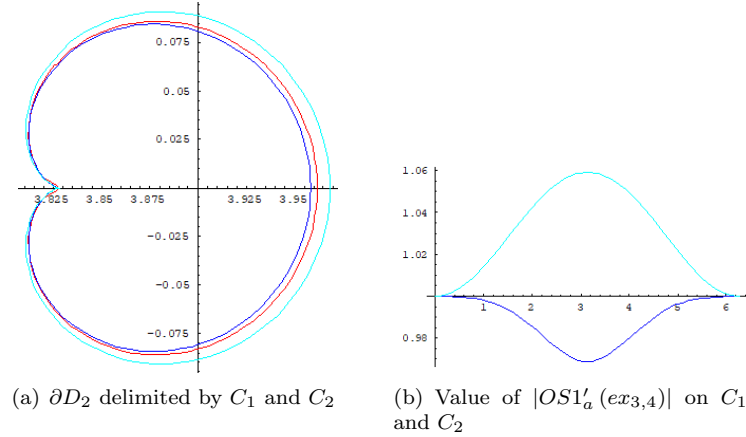 0.075
0.05
0.025
3.825 3.85 3.875 3.925 3.95
-0.025
-0.05
-0.075
(a) ∂D₂ delimited by C₁ and C₂
1.06
1.04
1.02
1 2 3 4 5 6
0.98
(b) Value of |OS1′ₐ (ex₃,₄)| on C₁
and C₂